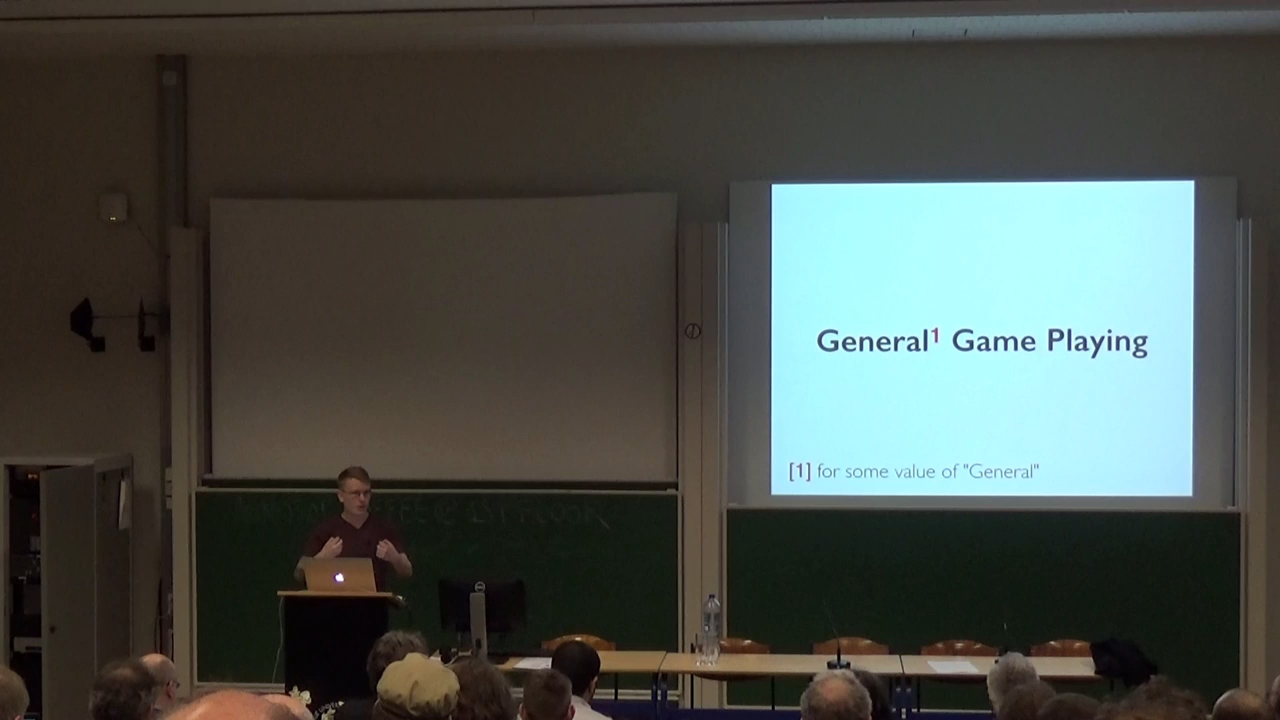 General¹ Game Playing
[1] for some value of "General"